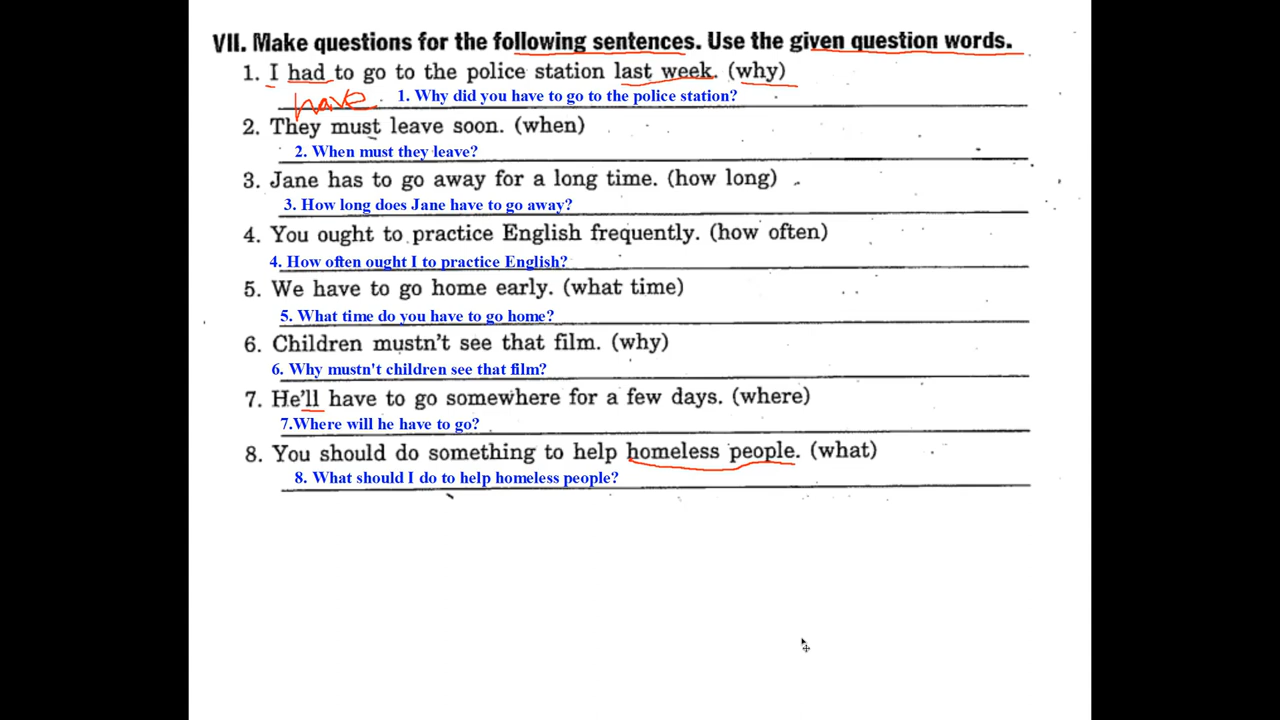 VII. Make questions for the following sentences. Use the given question words.
1. I had to go to the police station last week. (why)
have 1. Why did you have to go to the police station?
2. They must leave soon. (when)
2. When must they leave?
3. Jane has to go away for a long time. (how long)
3. How long does Jane have to go away?
4. You ought to practice English frequently. (how often)
4. How often ought I to practice English?
5. We have to go home early. (what time)
5. What time do you have to go home?
6. Children mustn't see that film. (why)
6. Why mustn't children see that film?
7. He'll have to go somewhere for a few days. (where)
7.Where will he have to go?
8. You should do something to help homeless people. (what)
8. What should I do to help homeless people?